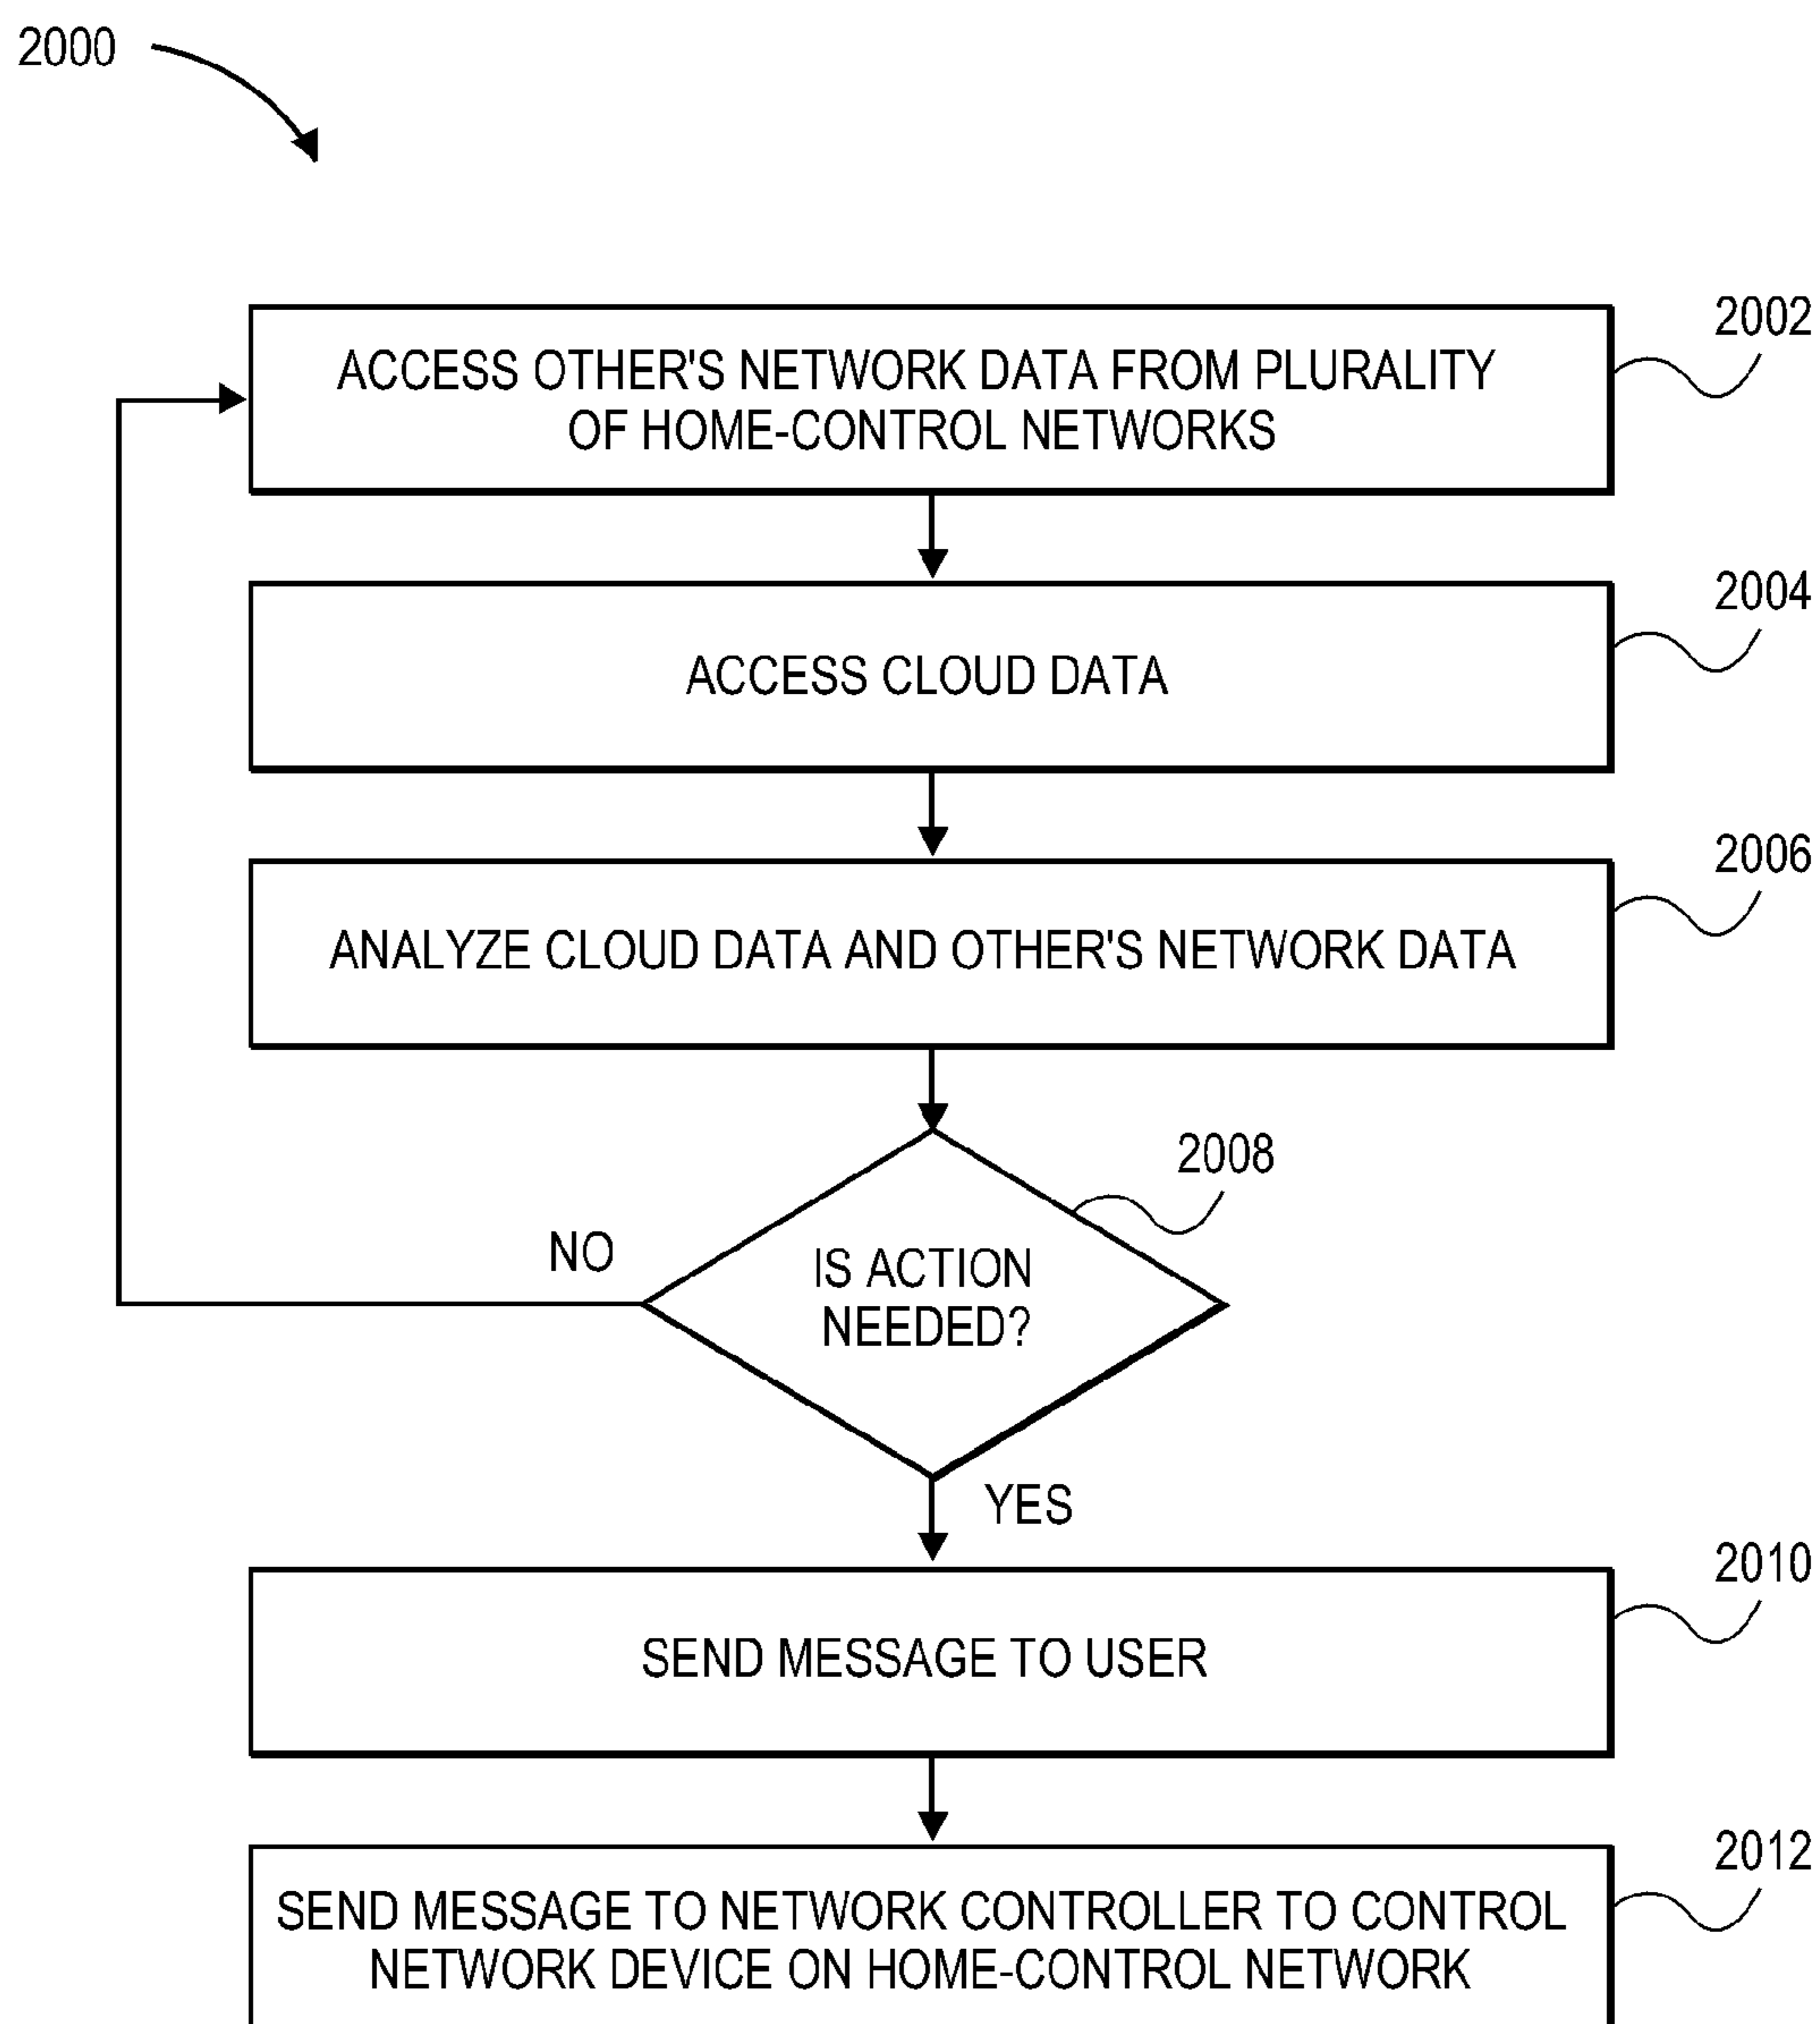 2000
2002
ACCESS OTHER'S NETWORK DATA FROM PLURALITY
OF HOME-CONTROL NETWORKS
2004
ACCESS CLOUD DATA
2006
ANALYZE CLOUD DATA AND OTHER'S NETWORK DATA
2008
NO
IS ACTION
NEEDED?
YES
2010
SEND MESSAGE TO USER
2012
SEND MESSAGE TO NETWORK CONTROLLER TO CONTROL
NETWORK DEVICE ON HOME-CONTROL NETWORK